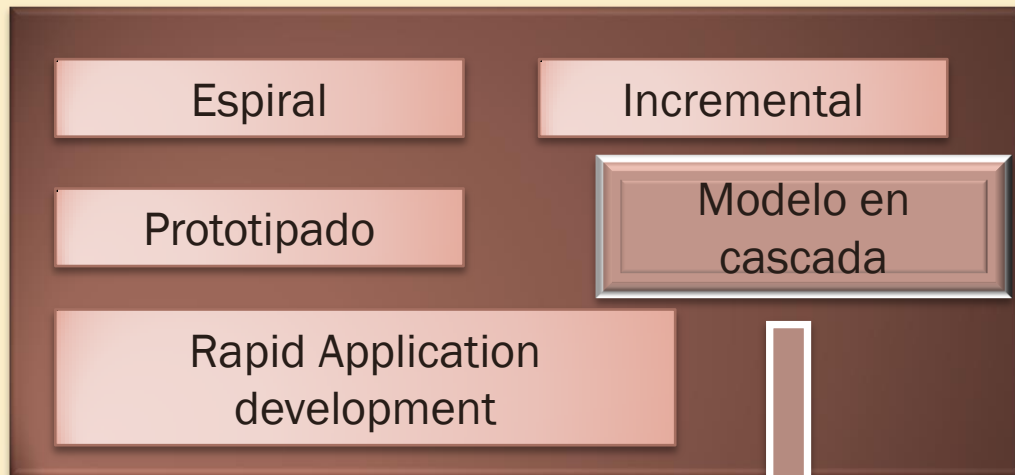 Espiral
Incremental
Prototipado
Modelo en
cascada
Rapid Application
development